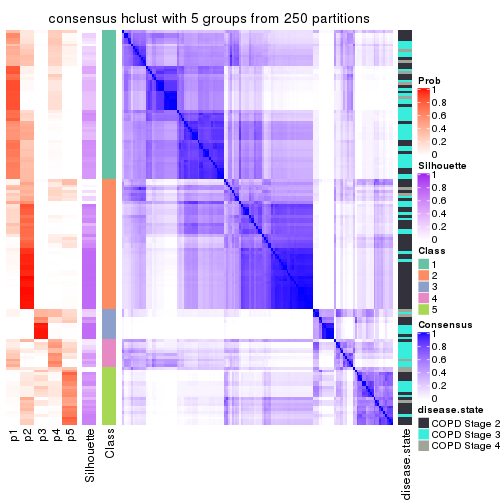 consensus hclust with 5 groups from 250 partitions
Prob
1
0.8
0.6
0.4
0.2
0
Silhouette
1
0.8
0.6
0.4
0.2
0
Class
1
2
3
4
5
Consensus
1
0.8
0.6
0.4
0.2
0
disease.state
COPD Stage 2
COPD Stage 3
COPD Stage 4
p1
p2
p3
p4
p5
Silhouette
Class
disease.state